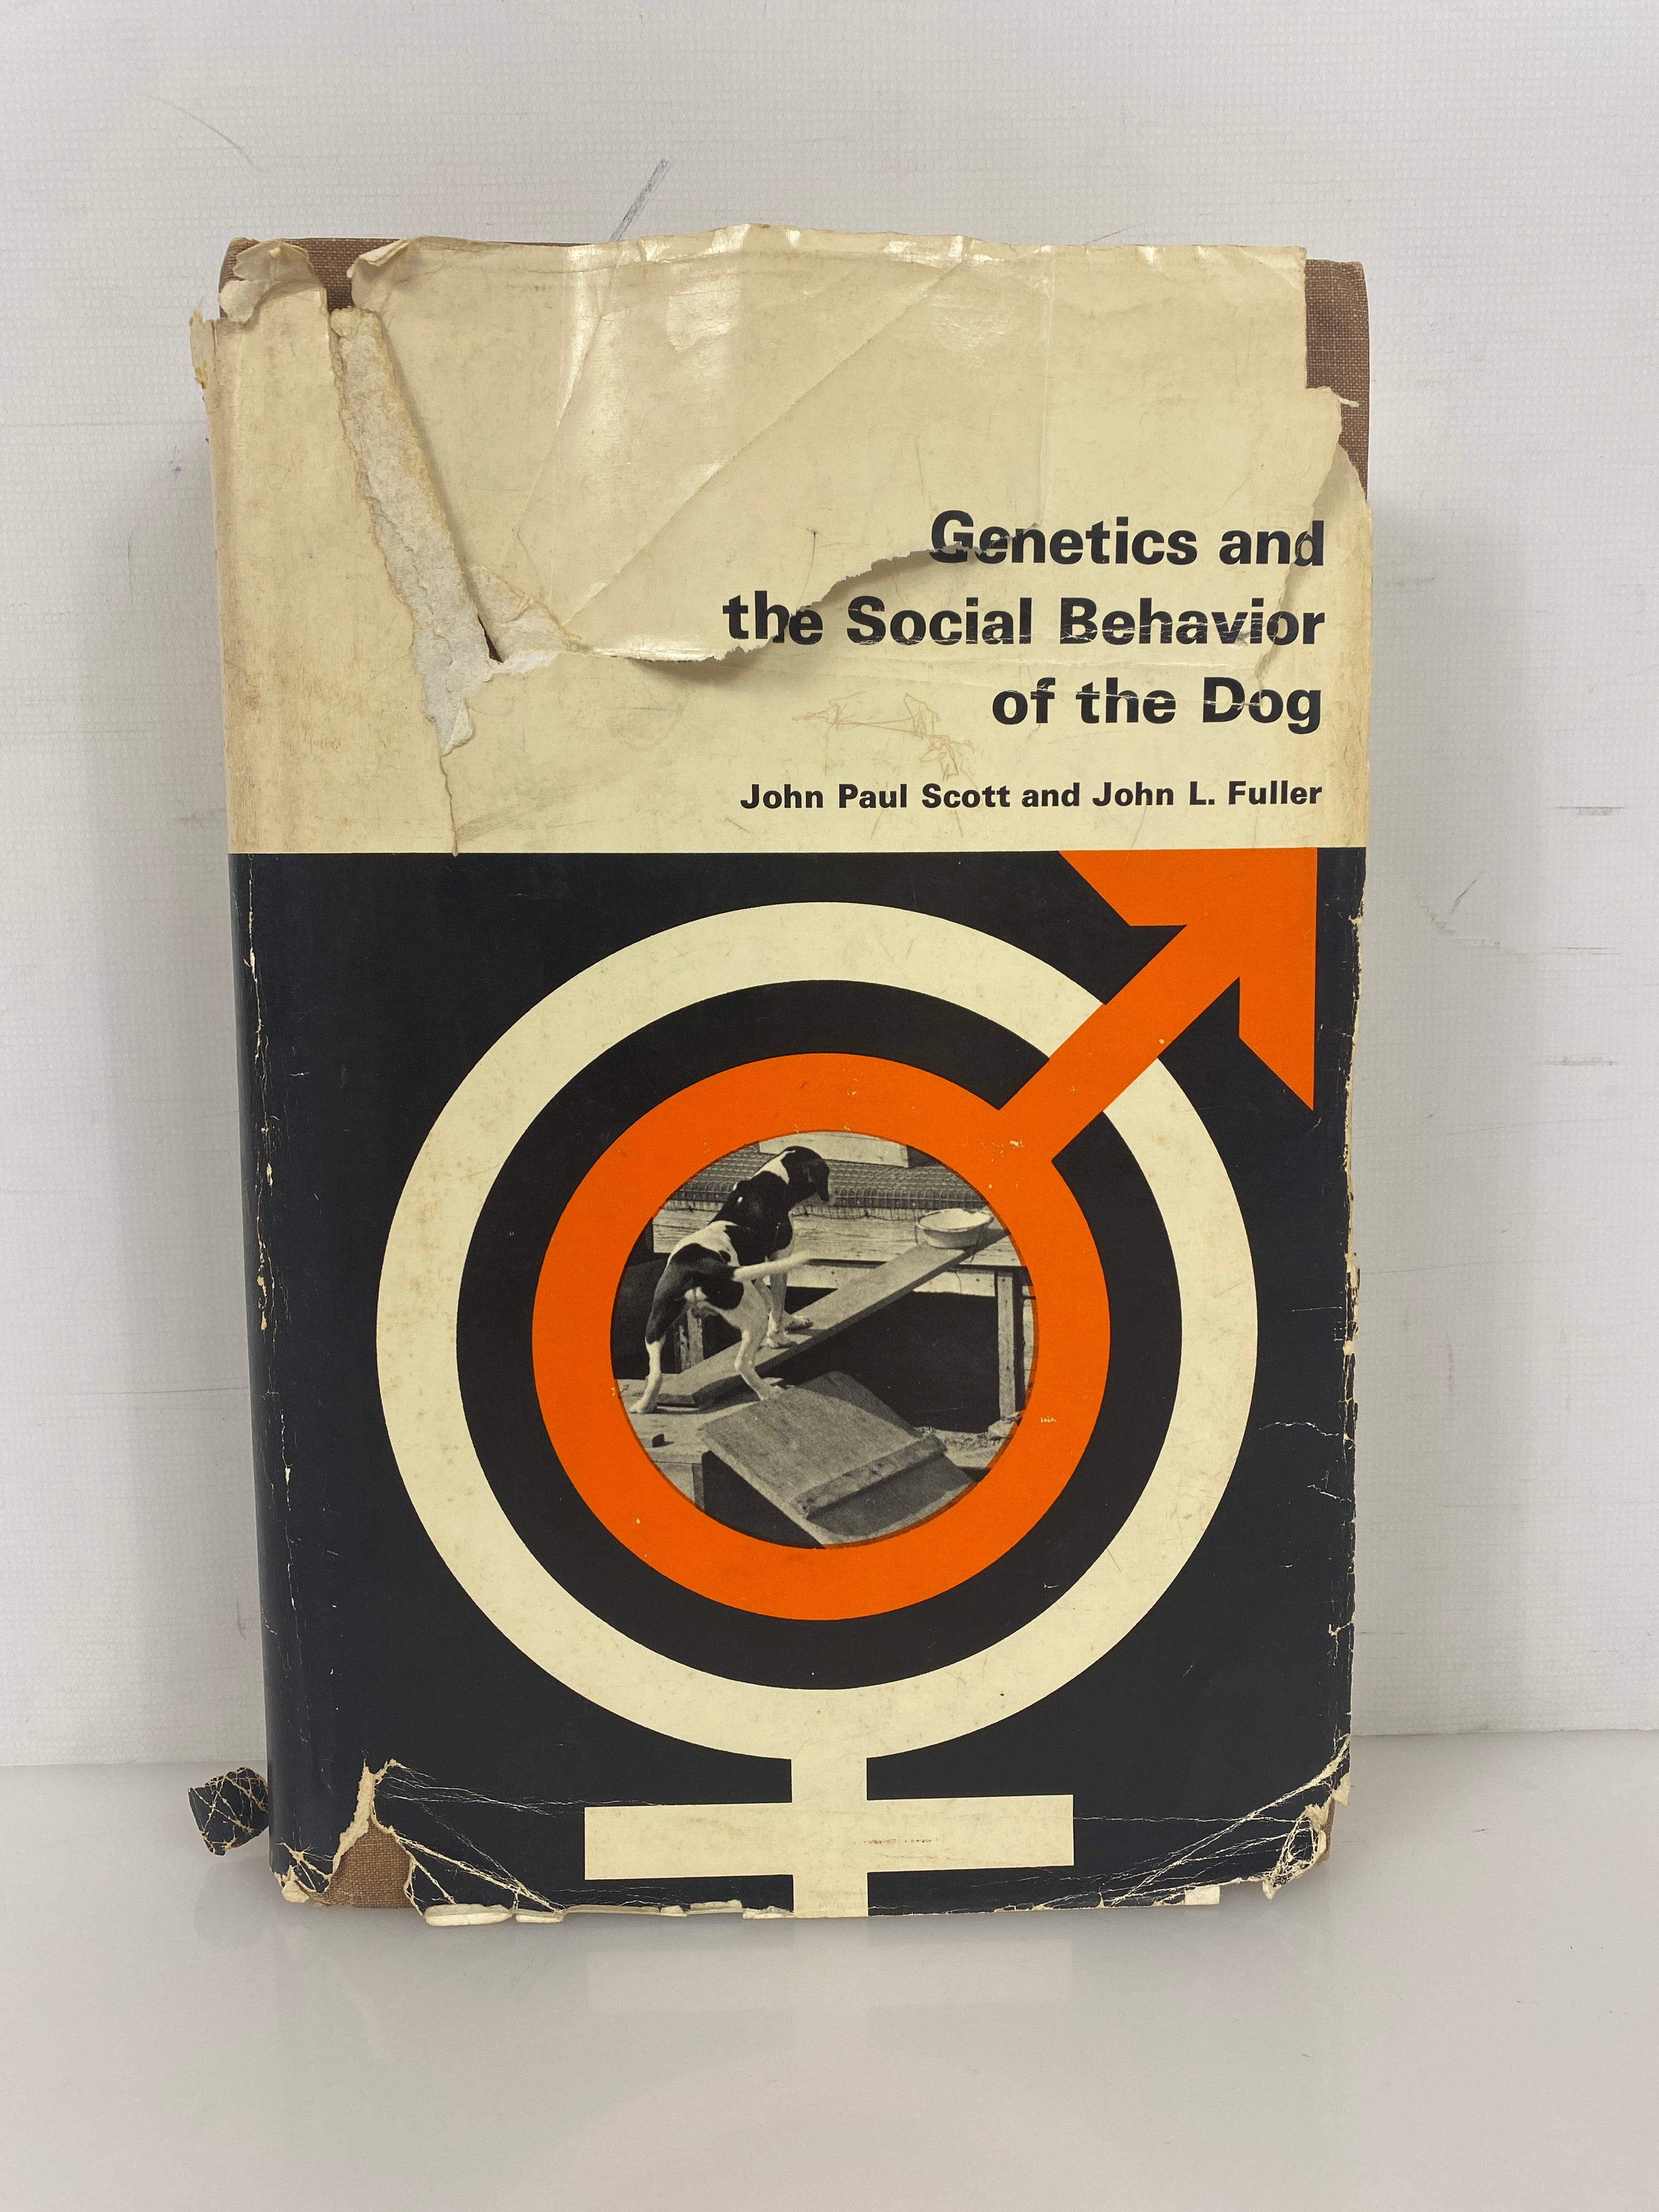 Genetics and
the Social Behavior
of the Dog
John Paul Scott and John L. Fuller